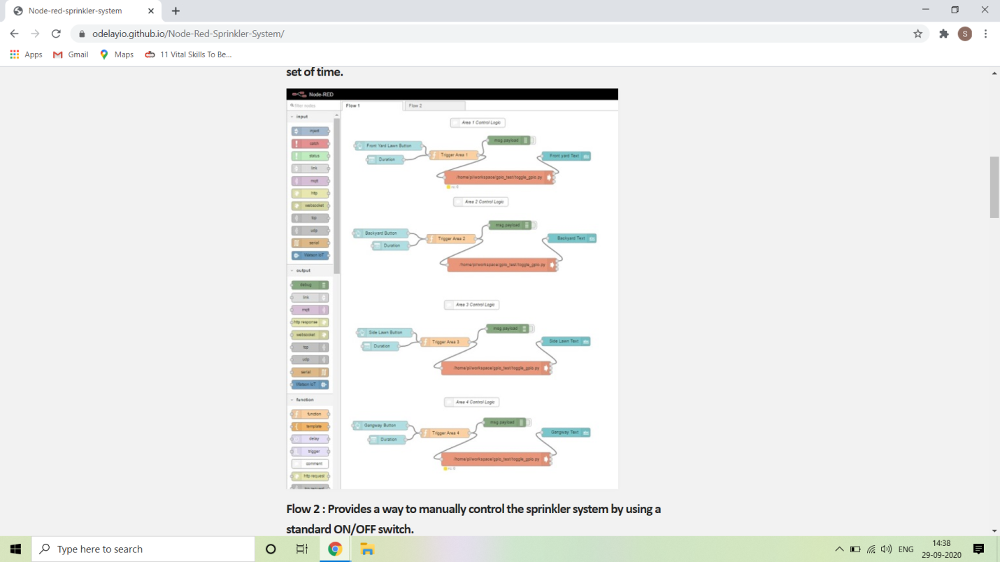 Node-red-sprinkler-system
odelayio.github.io/Node-Red-Sprinkler-System/
S
Apps Gmail Maps 11 Vital Skills To Be...
set of time.
Node-RED
filter nodes
Flow 1 Flow 2
input
inject
catch
status
link
mqtt
http
websocket
tcp
udp
serial
Watson IoT
output
debug
link
mqtt
http response
websocket
tcp
udp
serial
Watson IoT
function
function
template
delay
trigger
comment
http request
tcp request
Area 1 Control Logic
msg.payload
Front Yard Lawn Button
Trigger Area 1
Front yard Text
Duration
/home/pi/workspace/gpio_test/toggle_gpio.py
Area 2 Control Logic
msg.payload
Backyard Button
Trigger Area 2
Backyard Text
Duration
/home/pi/workspace/gpio_test/toggle_gpio.py
Area 3 Control Logic
msg.payload
Side Lawn Button
Trigger Area 3
Side Lawn Text
Duration
/home/pi/workspace/gpio_test/toggle_gpio.py
Area 4 Control Logic
msg.payload
Gangway Button
Trigger Area 4
Gangway Text
Duration
/home/pi/workspace/gpio_test/toggle_gpio.py
Flow 2 : Provides a way to manually control the sprinkler system by using a
standard ON/OFF switch.
Type here to search
ENG
14:38
29-09-2020